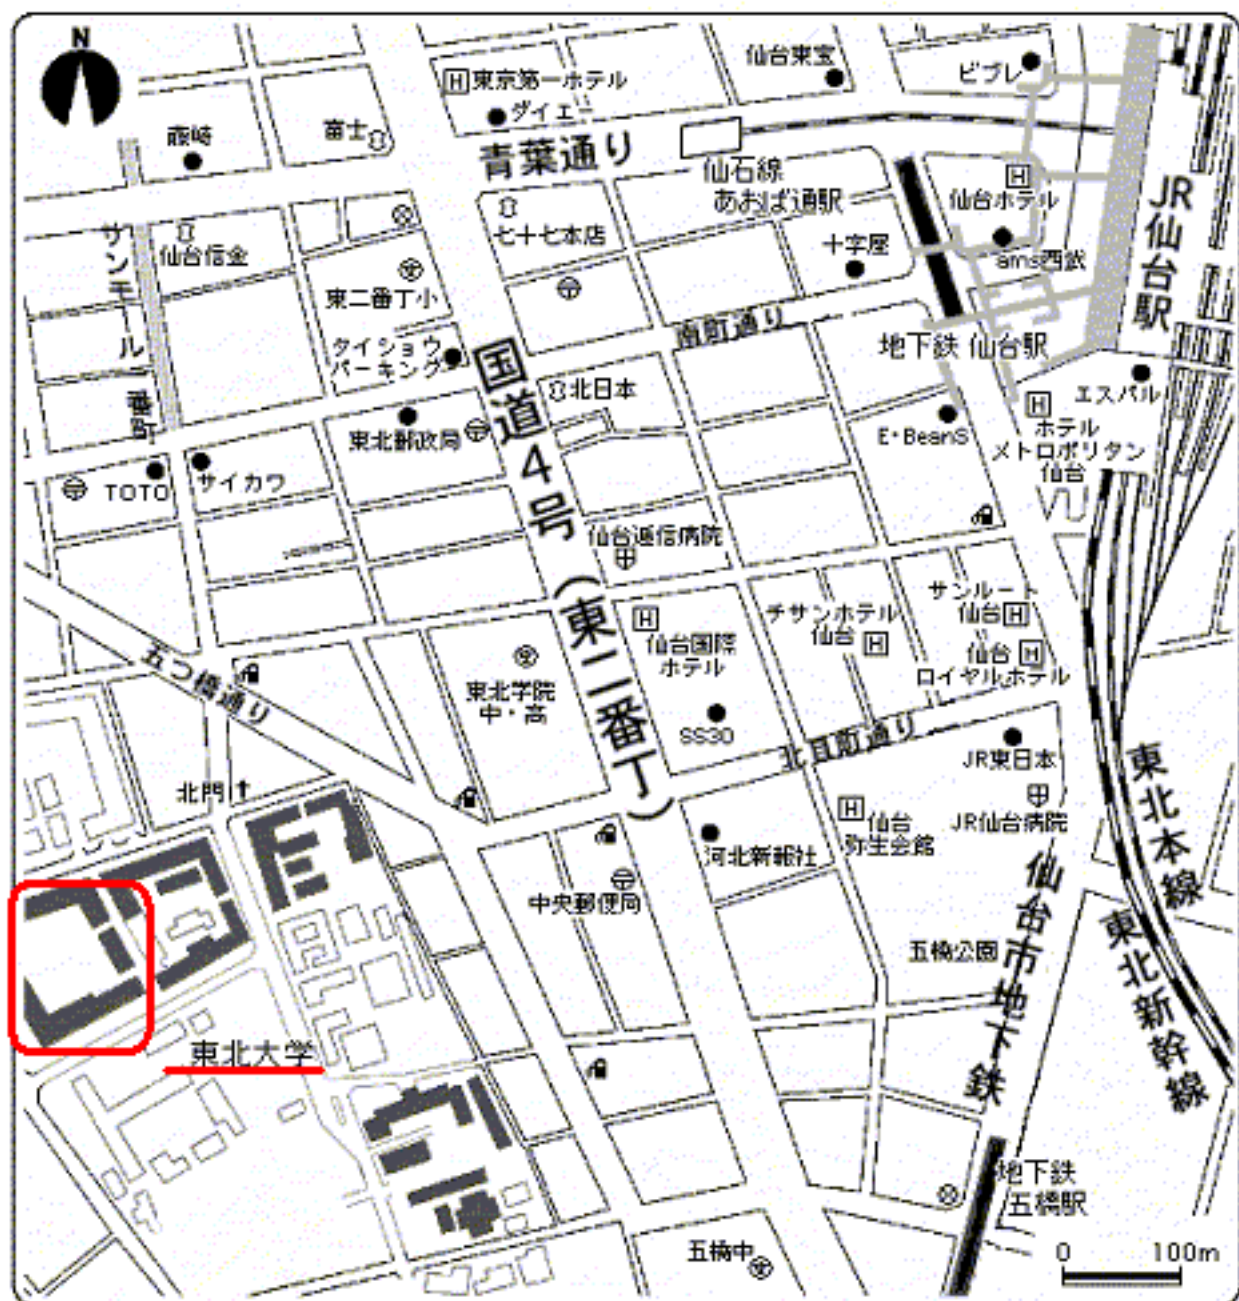 N
東京第一ホテル
ダイエー
仙台東宝
ビブレ
藤崎
富士
青葉通り
仙石線
あおば通駅
仙台ホテル
JR仙台駅
サンモール一番町
仙台信金
七十七本店
十字屋
ams西武
東二番丁小
南町通り
地下鉄 仙台駅
タイショウ
パーキング
国道4号（東二番丁）
北日本
エスパル
東北郵政局
E・BeanS
ホテル
メトロポリタン
仙台
TOTO
サイカワ
仙台逓信病院
チサンホテル
仙台
サンルート
仙台
仙台国際
ホテル
仙台
ロイヤルホテル
五つ橋通り
東北学院
中・高
SS30
北目町通り
JR東日本
東北本線
北門↑
仙台
弥生会館
JR仙台病院
河北新報社
中央郵便局
五橋公園
仙台市地下鉄
東北新幹線
東北大学
地下鉄
五橋駅
五橋中
0 100m